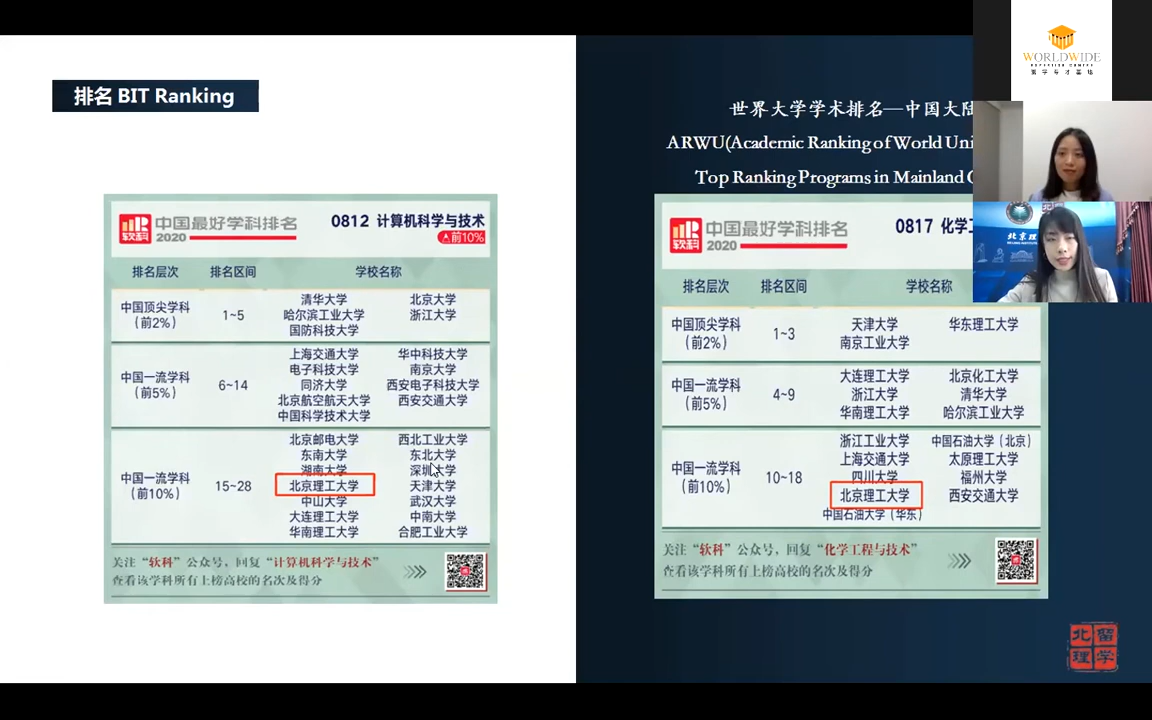 排名 BIT Ranking
中国最好学科排名
2020
软科
0812 计算机科学与技术
前10%
排名层次 排名区间 学校名称
中国顶尖学科
(前2%)
1~5
清华大学 北京大学
哈尔滨工业大学 浙江大学
国防科技大学
中国一流学科
(前5%)
6~14
上海交通大学 华中科技大学
电子科技大学 南京大学
同济大学 西安电子科技大学
北京航空航天大学 西安交通大学
中国科学技术大学
中国一流学科
(前10%)
15~28
北京邮电大学 西北工业大学
东南大学 东北大学
湖南大学 深圳大学
北京理工大学 天津大学
中山大学 武汉大学
大连理工大学 中南大学
华南理工大学 合肥工业大学
关注“软科”公众号，回复“计算机科学与技术”
查看该学科所有上榜高校的名次及得分
世界大学学术排名—中国大陆
ARWU(Academic Ranking of World Uni
Top Ranking Programs in Mainland C
中国最好学科排名
2020
软科
0817 化学工
排名层次 排名区间 学校名称
中国顶尖学科
(前2%)
1~3
天津大学 华东理工大学
南京工业大学
中国一流学科
(前5%)
4~9
大连理工大学 北京化工大学
浙江大学 清华大学
华南理工大学 哈尔滨工业大学
中国一流学科
(前10%)
10~18
浙江工业大学 中国石油大学（北京）
上海交通大学 太原理工大学
四川大学 福州大学
北京理工大学 西安交通大学
中国石油大学（华东）
关注“软科”公众号，回复“化学工程与技术”
查看该学科所有上榜高校的名次及得分
WORLDWIDE
北京理
北留
理学